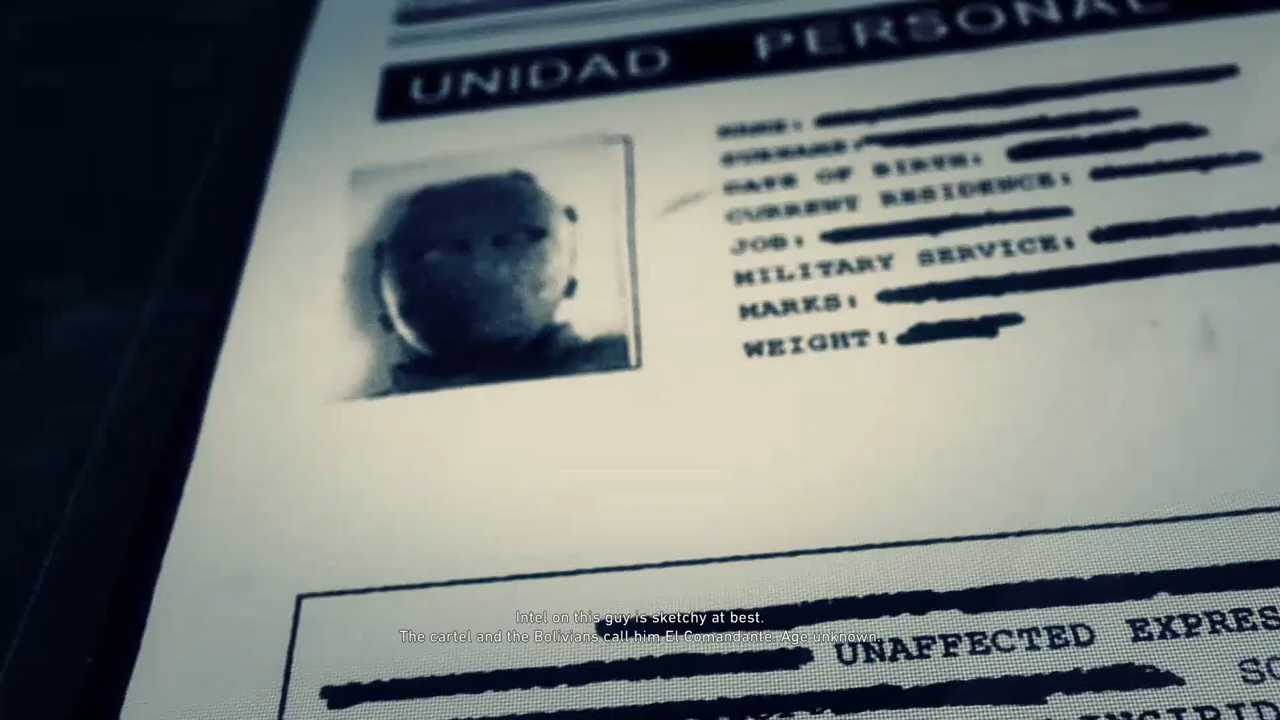 UNIDAD PERSONAL
NAME:
SURNAME:
DATE OF BIRTH:
CURRENT RESIDENCE:
JOB:
MILITARY SERVICE:
MARKS:
WEIGHT:
Intel on this guy is sketchy at best.
The cartel and the Bolivians call him El Comandante. Age unknown.
UNAFFECTED EXPRES
SO